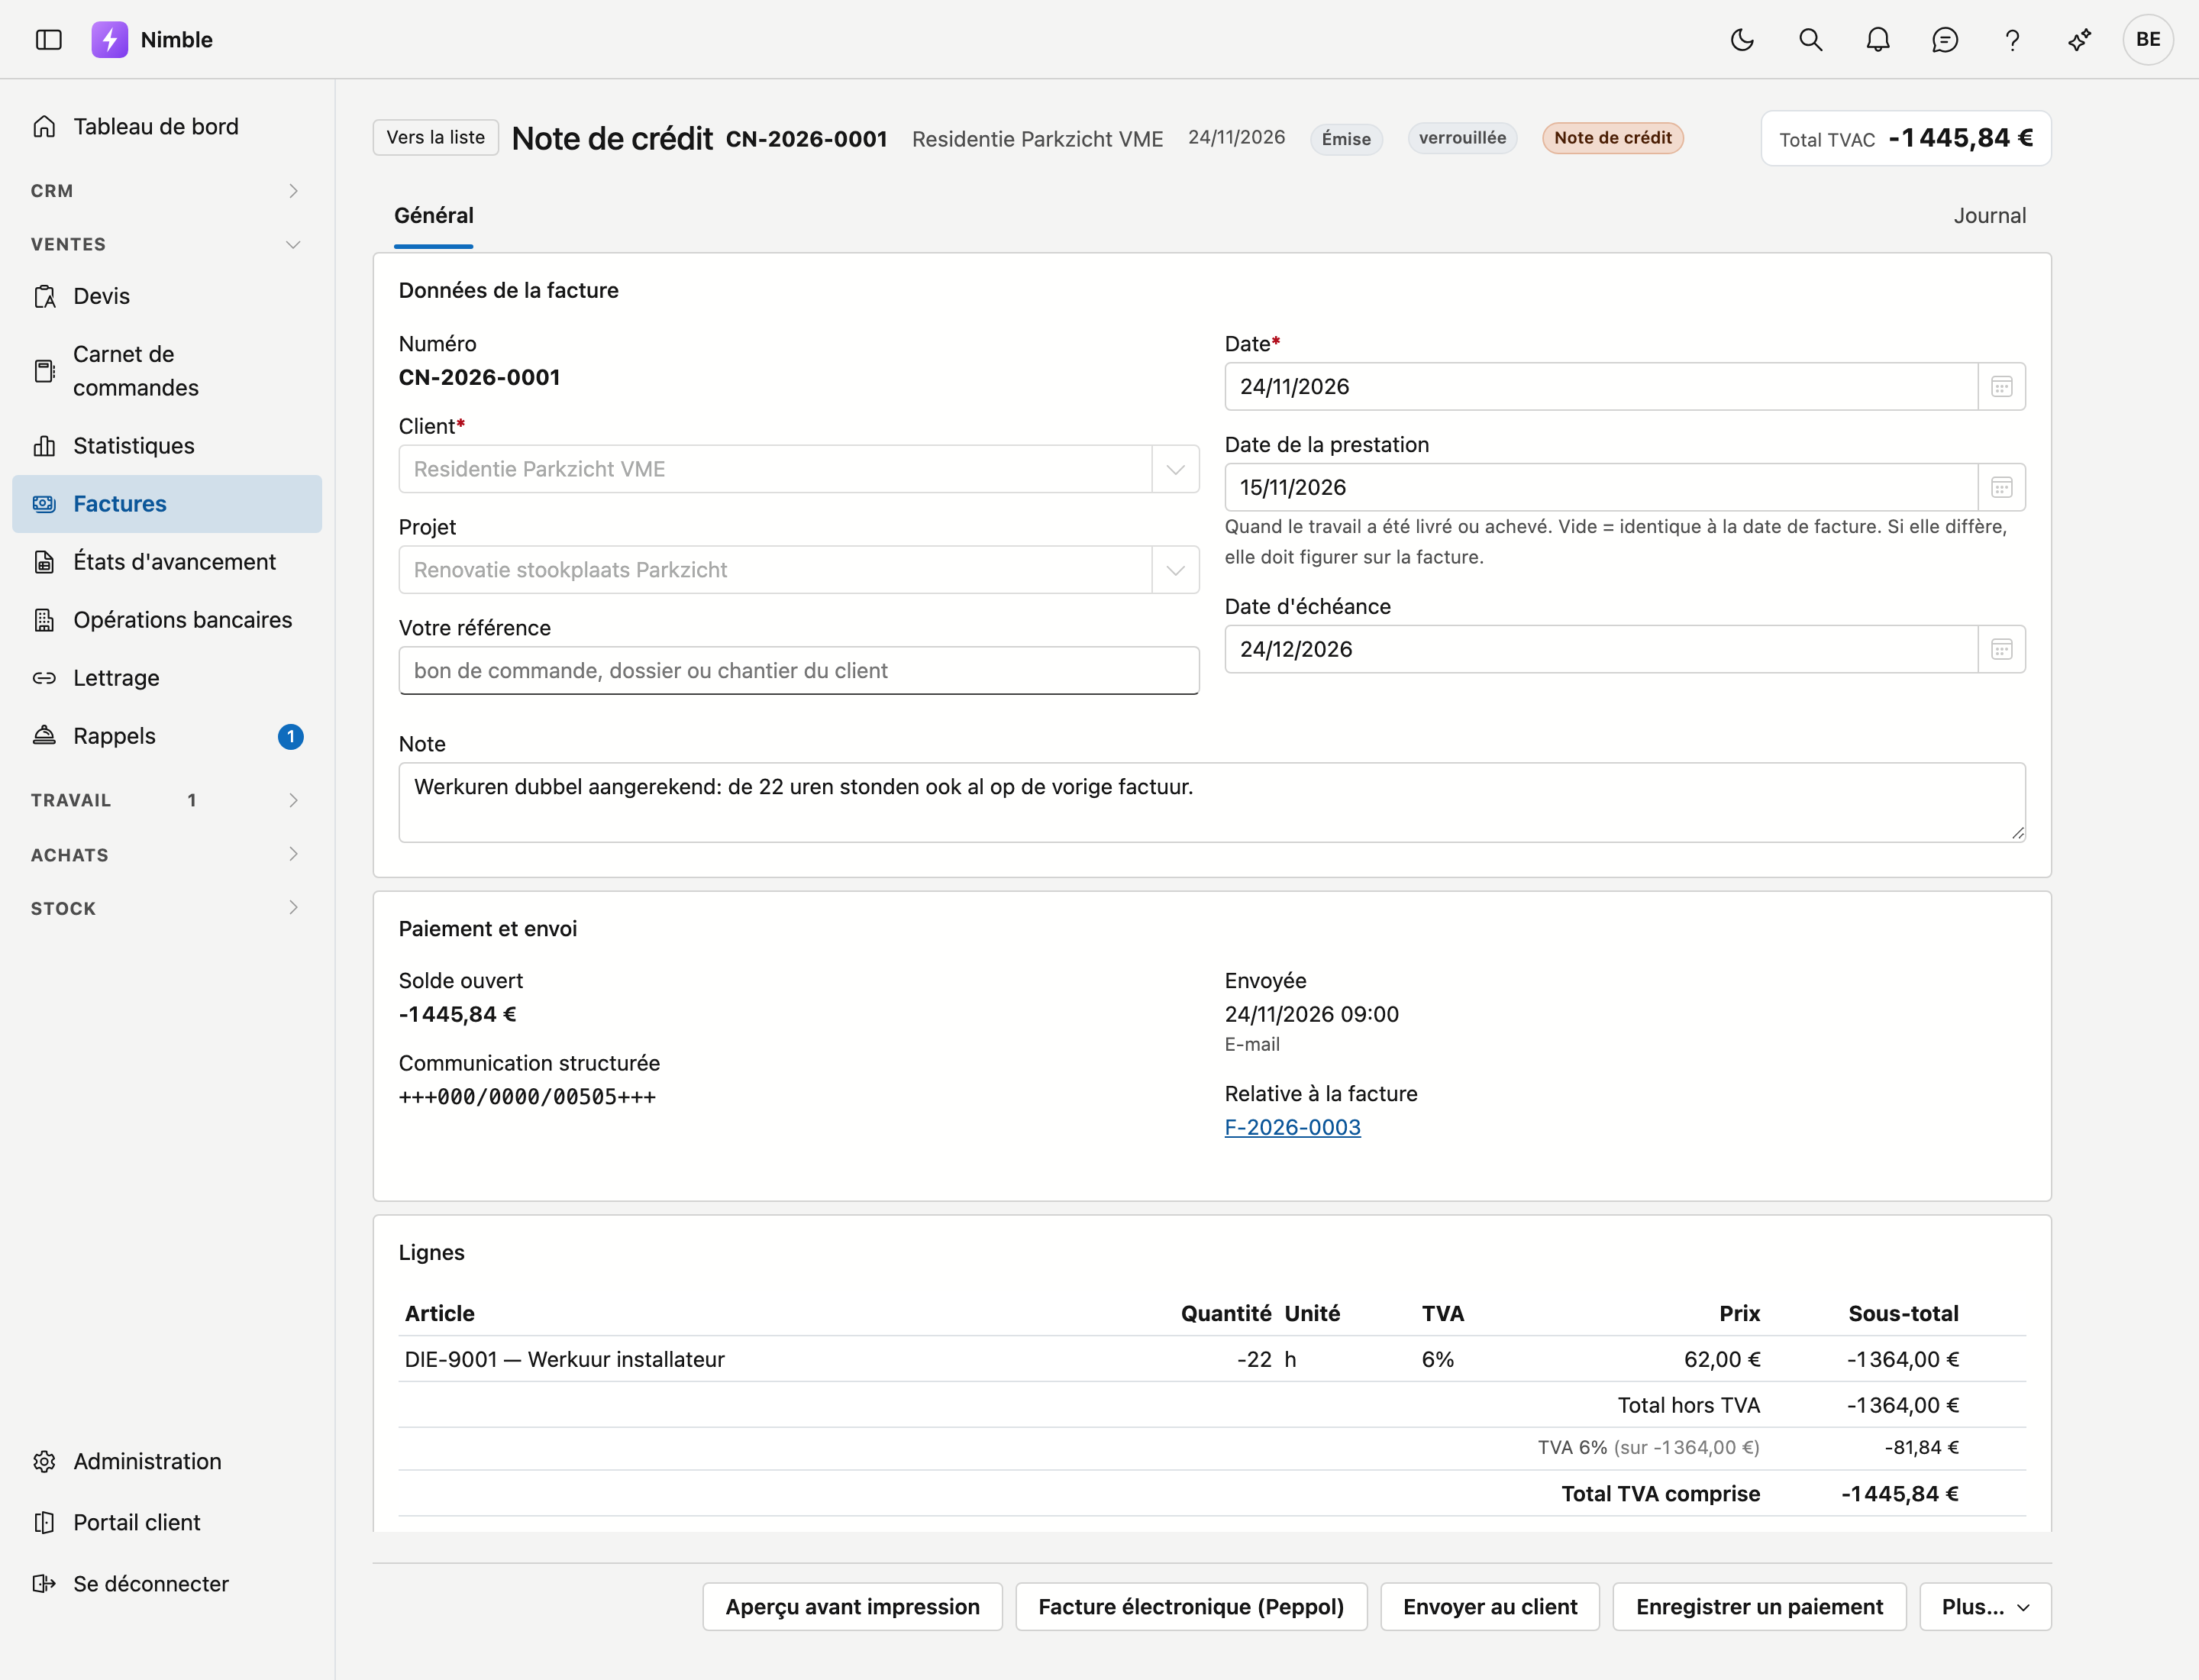 Nimble
BE
Tableau de bord
CRM
VENTES
Devis
Carnet de
commandes
Statistiques
Factures
États d'avancement
Opérations bancaires
Lettrage
Rappels
1
TRAVAIL
1
ACHATS
STOCK
Administration
Portail client
Se déconnecter
Vers la liste
Note de crédit CN-2026-0001
Residentie Parkzicht VME
24/11/2026
Émise
verrouillée
Note de crédit
Total TVAC -1 445,84 €
Général
Journal
Données de la facture
Numéro
CN-2026-0001
Client*
Residentie Parkzicht VME
Projet
Renovatie stookplaats Parkzicht
Votre référence
bon de commande, dossier ou chantier du client
Date*
24/11/2026
Date de la prestation
15/11/2026
Quand le travail a été livré ou achevé. Vide = identique à la date de facture. Si elle diffère,
elle doit figurer sur la facture.
Date d'échéance
24/12/2026
Note
Werkuren dubbel aangerekend: de 22 uren stonden ook al op de vorige factuur.
Paiement et envoi
Solde ouvert
-1 445,84 €
Communication structurée
+++000/0000/00505+++
Envoyée
24/11/2026 09:00
E-mail
Relative à la facture
F-2026-0003
Lignes
Article Quantité Unité TVA Prix Sous-total
DIE-9001 — Werkuur installateur -22 h 6% 62,00 € -1 364,00 €
Total hors TVA -1 364,00 €
TVA 6% (sur -1 364,00 €) -81,84 €
Total TVA comprise -1 445,84 €
Aperçu avant impression
Facture électronique (Peppol)
Envoyer au client
Enregistrer un paiement
Plus...